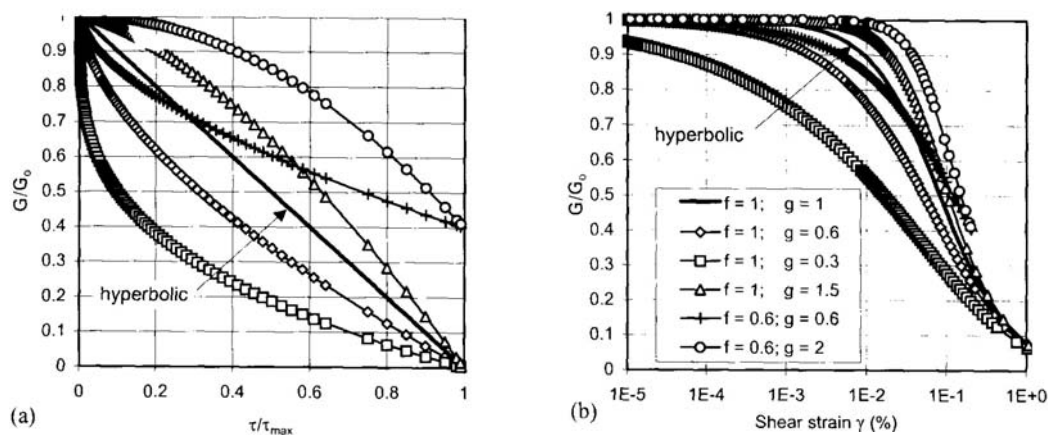 1
0.9
0.8
0.7
0.6
0.5
0.4
0.3
0.2
0.1
0
G/Go
hyperbolic
0 0.2 0.4 0.6 0.8 1
τ/τmax
(a)
1
0.9
0.8
0.7
0.6
0.5
0.4
0.3
0.2
0.1
0
G/Go
hyperbolic
f = 1; g = 1
f = 1; g = 0.6
f = 1; g = 0.3
f = 1; g = 1.5
f = 0.6; g = 0.6
f = 0.6; g = 2
1E-5 1E-4 1E-3 1E-2 1E-1 1E+0
Shear strain γ (%)
(b)